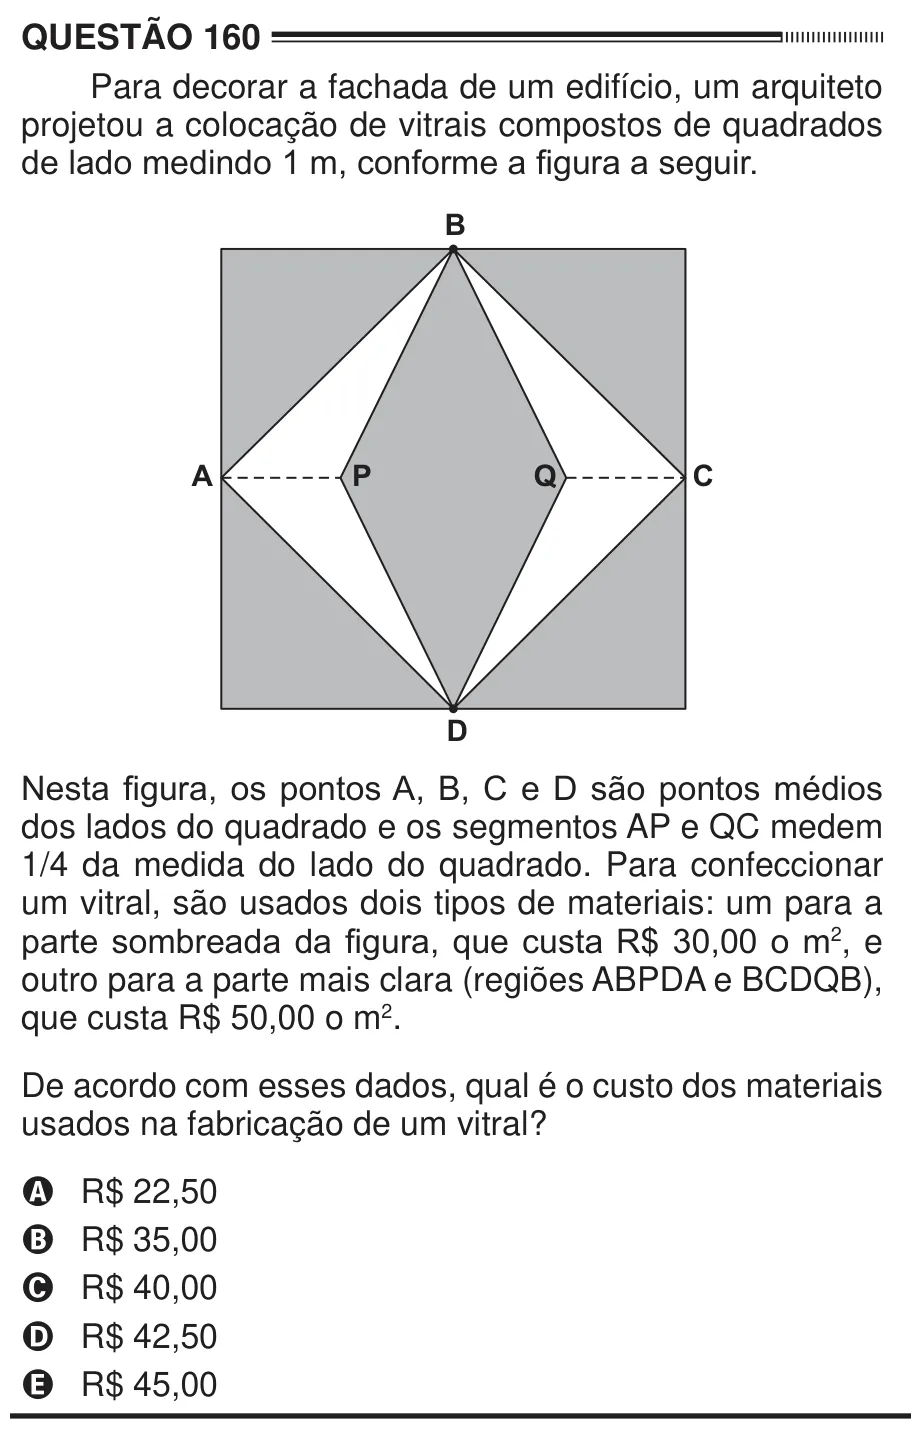 QUESTÃO 160
Para decorar a fachada de um edifício, um arquiteto
projetou a colocação de vitrais compostos de quadrados
de lado medindo 1 m, conforme a figura a seguir.
B
A
P
Q
C
D
Nesta figura, os pontos A, B, C e D são pontos médios
dos lados do quadrado e os segmentos AP e QC medem
1/4 da medida do lado do quadrado. Para confeccionar
um vitral, são usados dois tipos de materiais: um para a
parte sombreada da figura, que custa R$ 30,00 o m², e
outro para a parte mais clara (regiões ABPDA e BCDQB),
que custa R$ 50,00 o m².
De acordo com esses dados, qual é o custo dos materiais
usados na fabricação de um vitral?
A R$ 22,50
B R$ 35,00
C R$ 40,00
D R$ 42,50
E R$ 45,00